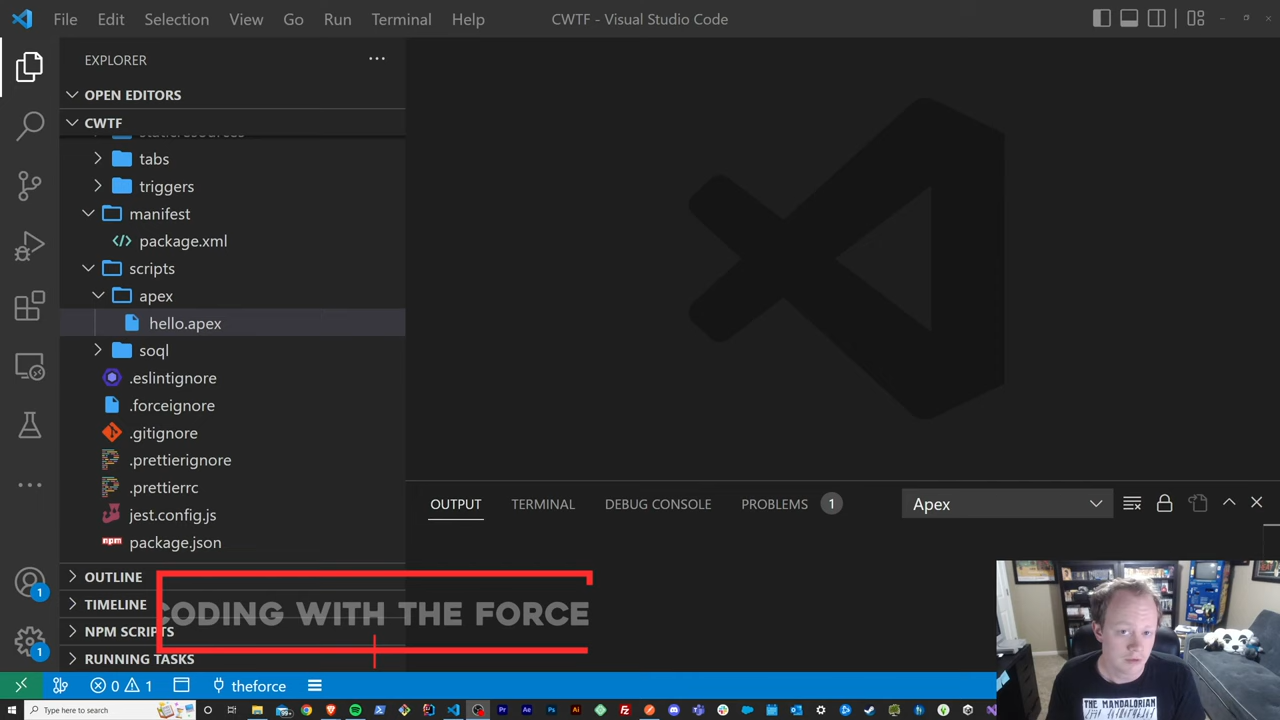 File Edit Selection View Go Run Terminal Help CWTF - Visual Studio Code
EXPLORER
OPEN EDITORS
CWTF
staticresources
tabs
triggers
manifest
package.xml
scripts
apex
hello.apex
soql
.eslintignore
.forceignore
.gitignore
.prettierignore
.prettierrc
jest.config.js
package.json
OUTLINE
TIMELINE
NPM SCRIPTS
RUNNING TASKS
OUTPUT TERMINAL DEBUG CONSOLE PROBLEMS 1 Apex
CODING WITH THE FORCE
THE MANDALORIAN
1
1
0 1 theforce
Type here to search